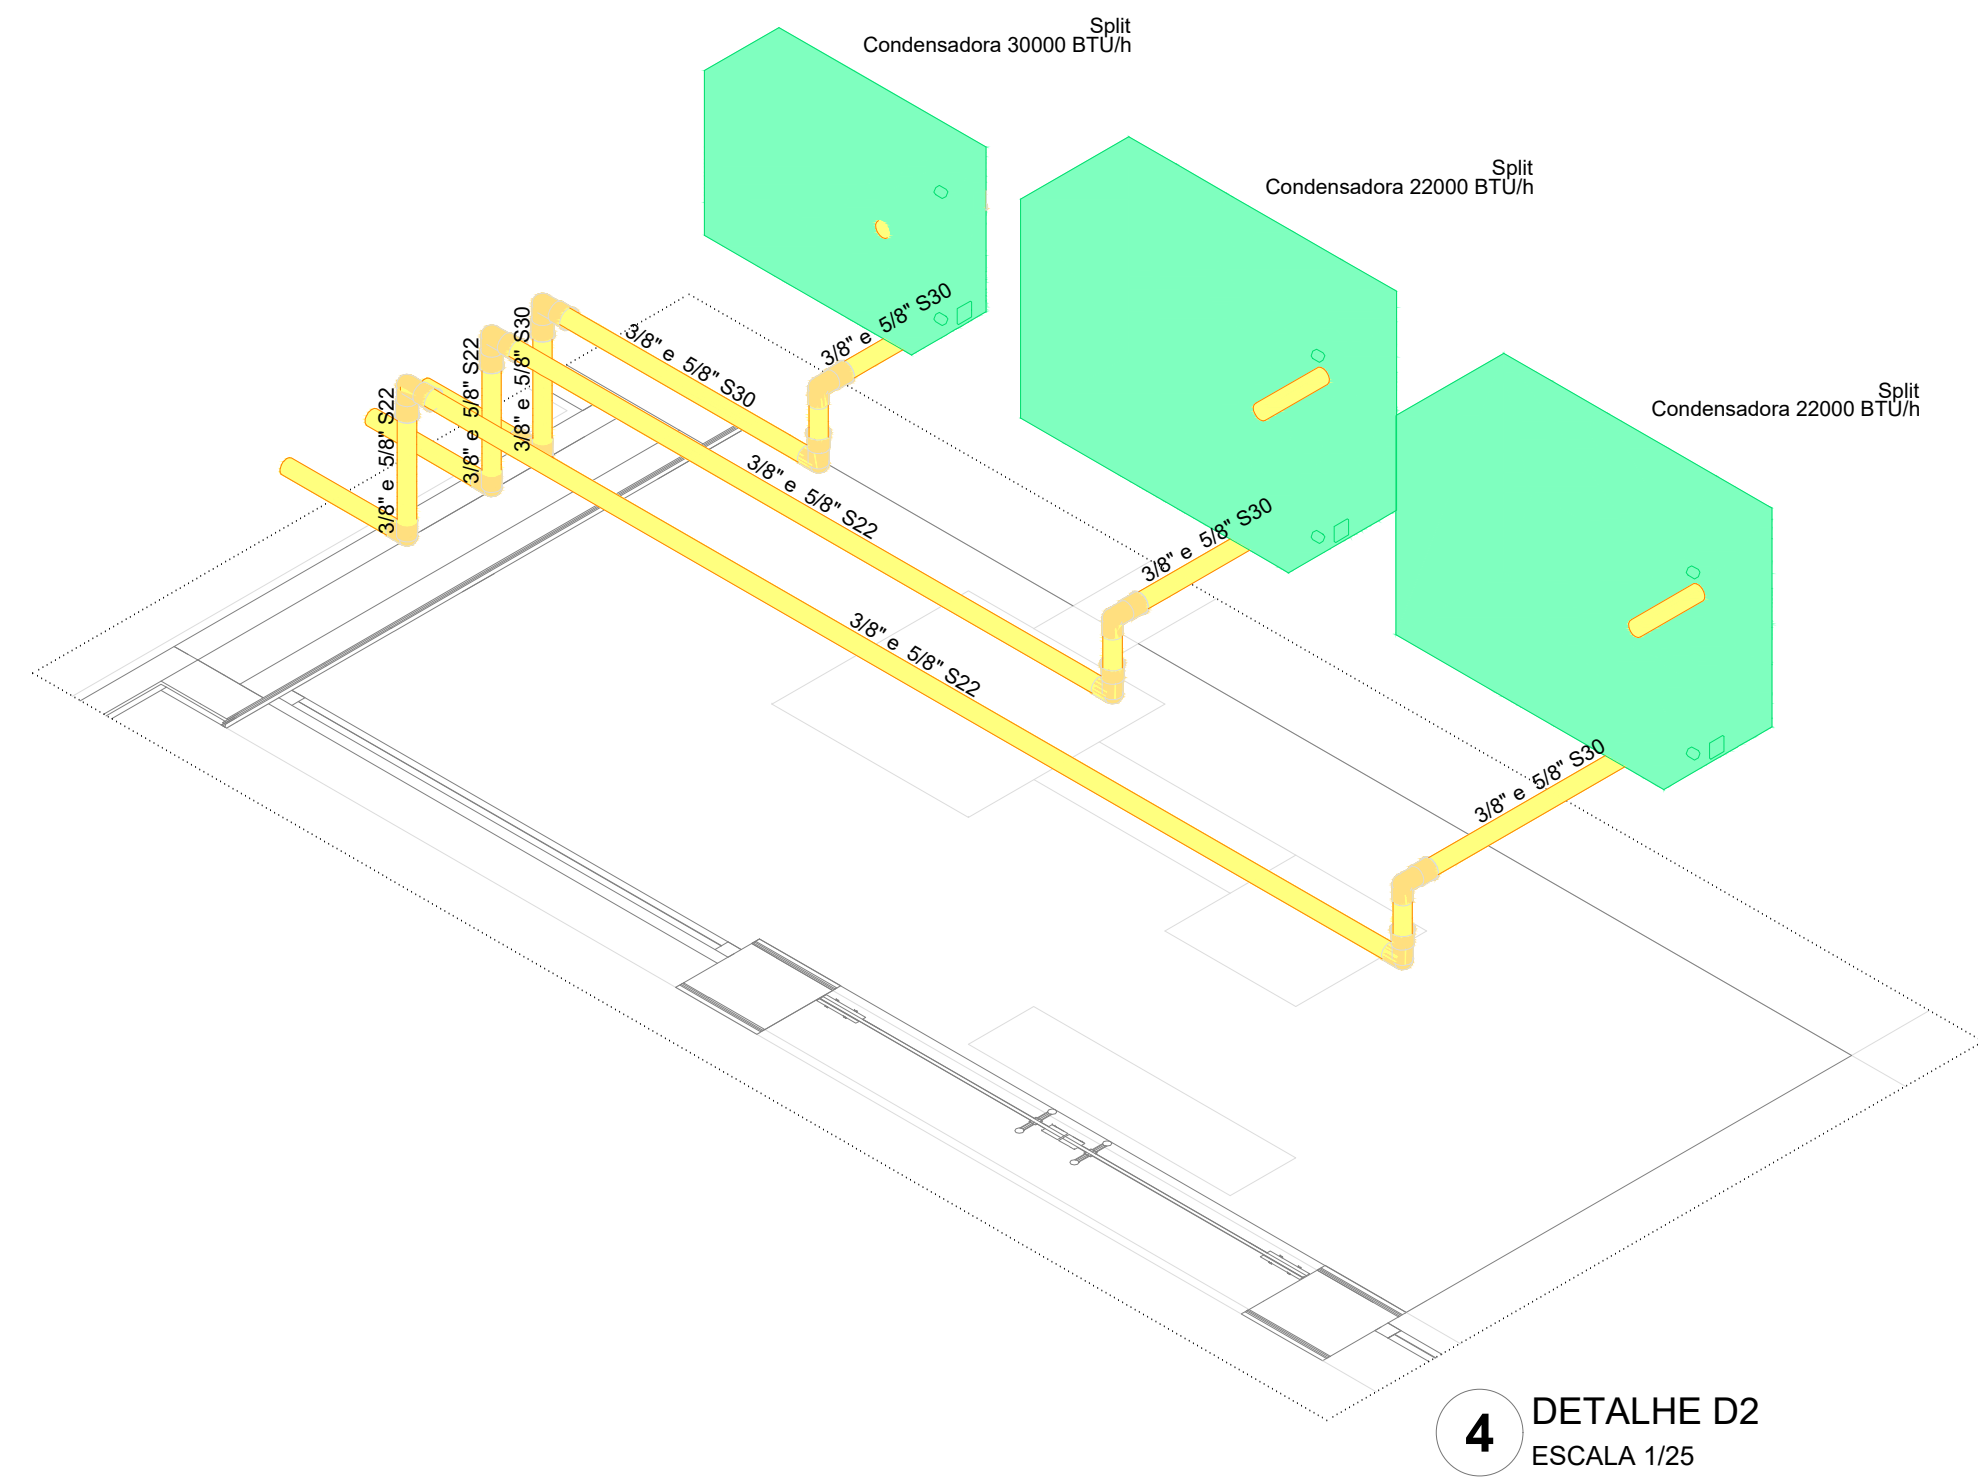 Split
Condensadora 30000 BTU/h
Split
Condensadora 22000 BTU/h
Split
Condensadora 22000 BTU/h
3/8" e 5/8" S30
3/8" e 5/8" S30
3/8" e 5/8" S30
3/8" e 5/8" S22
3/8" e 5/8" S22
3/8" e 5/8" S22
3/8" e 5/8" S30
3/8" e 5/8" S22
3/8" e 5/8" S30
4
DETALHE D2
ESCALA 1/25